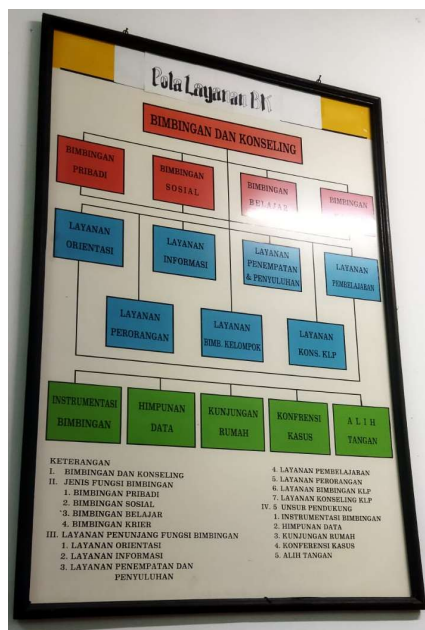 Pola Layanan BK
BIMBINGAN DAN KONSELING
BIMBINGAN
PRIBADI
BIMBINGAN
SOSIAL
BIMBINGAN
BELAJAR
BIMBINGAN
LAYANAN
ORIENTASI
LAYANAN
INFORMASI
LAYANAN
PENEMPATAN
& PENYULUHAN
LAYANAN
PEMBELAJARAN
LAYANAN
PERORANGAN
LAYANAN
BIMB. KELOMPOK
LAYANAN
KONS. KLP
INSTRUMENTASI
BIMBINGAN
HIMPUNAN
DATA
KUNJUNGAN
RUMAH
KONFRENSI
KASUS
ALIH
TANGAN
KETERANGAN
I. BIMBINGAN DAN KONSELING
II. JENIS FUNGSI BIMBINGAN
1. BIMBINGAN PRIBADI
2. BIMBINGAN SOSIAL
3. BIMBINGAN BELAJAR
4. BIMBINGAN KRIER
III. LAYANAN PENUNJANG FUNGSI BIMBINGAN
1. LAYANAN ORIENTASI
2. LAYANAN INFORMASI
3. LAYANAN PENEMPATAN DAN
PENYULUHAN
4. LAYANAN PEMBELAJARAN
5. LAYANAN PERORANGAN
6. LAYANAN BIMBINGAN KLP
7. LAYANAN KONSELING KLP
IV. 5 UNSUR PENDUKUNG
1. INSTRUMENTASI BIMBINGAN
2. HIMPUNAN DATA
3. KUNJUNGAN RUMAH
4. KONFERENSI KASUS
5. ALIH TANGAN